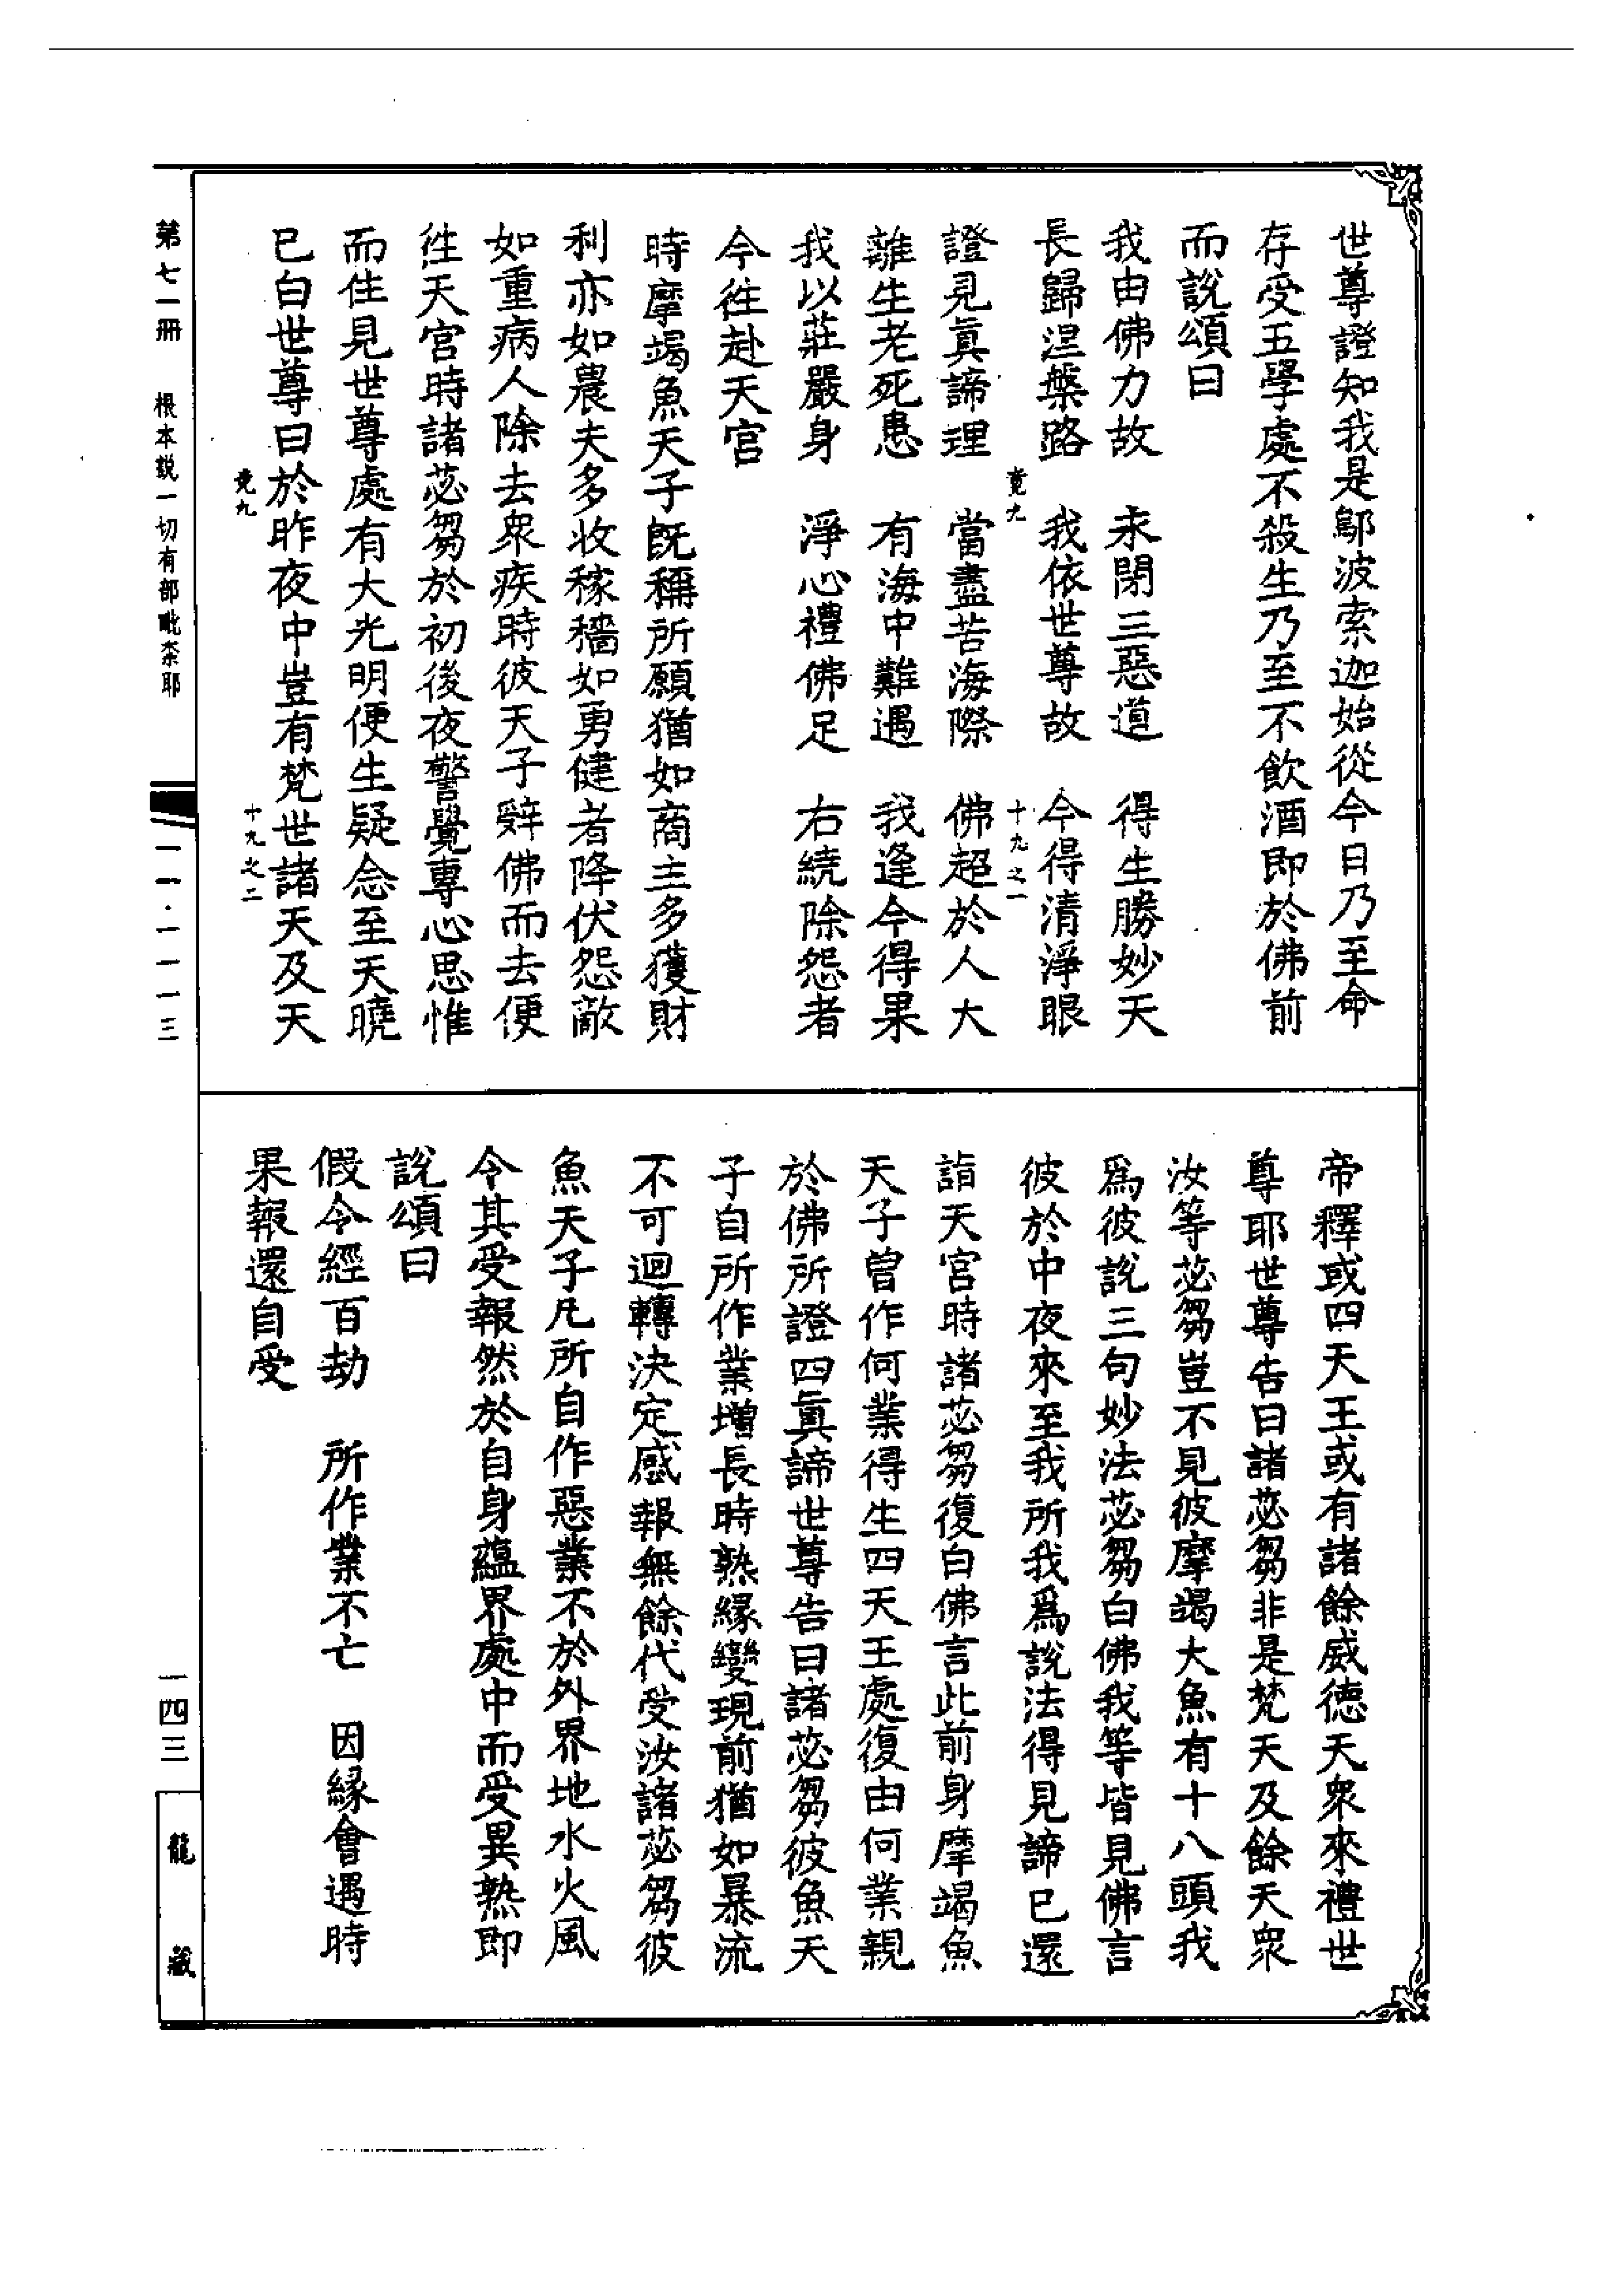 世尊證知我是鄔波索迦始從今日乃至命
存受五學處不殺生乃至不飲酒即於佛前
而說頌曰
我由佛力故　永閉三惡道　得生勝妙天
長歸涅槃路　我依世尊故　今得清淨眼
竟九　十九之一
證見眞諦理　當盡苦海際　佛超於人大
離生老死患　有海中難遇　我逢今得果
我以莊嚴身　淨心禮佛足　右繞除怨者
今往赴天宮
時摩竭魚天子旣稱所願猶如商主多獲財
利亦如農夫多收稼穡如勇健者降伏怨敵
如重病人除去衆疾時彼天子辭佛而去便
往天宮時諸苾芻於初後夜警覺專心思惟
而住見世尊處有大光明便生疑念至天曉
已白世尊曰於昨夜中豈有梵世諸天及天
竟九　十九之二
帝釋或四天王或有諸餘威德天衆來禮世
尊耶世尊告曰諸苾芻非是梵天及餘天衆
汝等苾芻豈不見彼摩竭大魚有十八頭我
爲彼說三句妙法苾芻白佛我等皆見佛言
彼於中夜來至我所我爲說法得見諦已還
詣天宮時諸苾芻復白佛言此前身摩竭魚
天子曾作何業得生四天王處復由何業親
於佛所證四眞諦世尊告曰諸苾芻彼魚天
子自所作業增長時熟緣變現前猶如暴流
不可迴轉決定感報無餘代受汝諸苾芻彼
魚天子凡所自作惡業不於外界地水火風
令其受報然於自身蘊界處中而受異熟即
說頌曰
假令經百劫　所作業不亡　因緣會遇時
果報還自受
第七一冊　根本説一切有部毗奈耶
一一·一一一三
一四三
龍藏